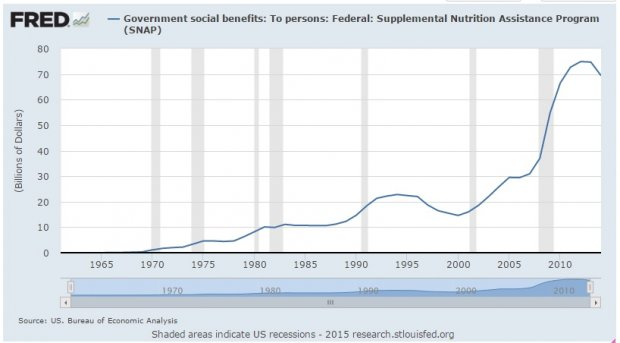 FRED
Government social benefits: To persons: Federal: Supplemental Nutrition Assistance Program
(SNAP)
80
70
60
50
40
30
20
10
0
(Billions of Dollars)
1965 1970 1975 1980 1985 1990 1995 2000 2005 2010
1970 1980 1990 2000 2010
Source: US. Bureau of Economic Analysis
Shaded areas indicate US recessions - 2015 research.stlouisfed.org